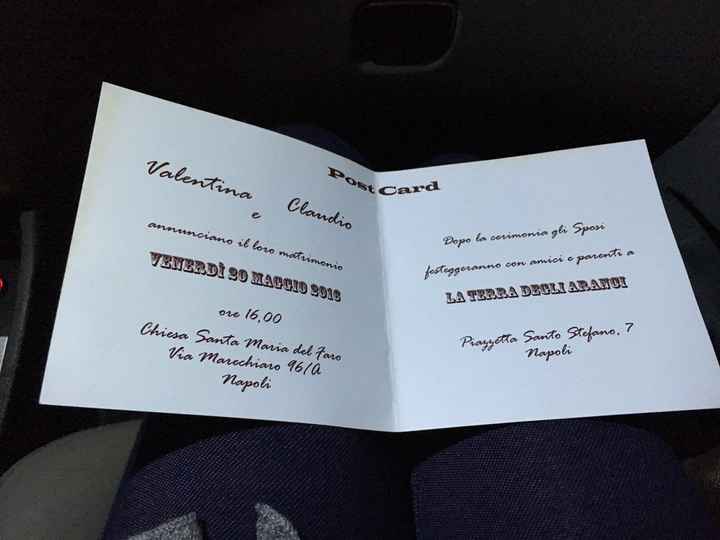 PostCard
Valentina
e
Claudio
annunciano il loro matrimonio
VENERDÌ 20 MAGGIO 2016
ore 16,00
Chiesa Santa Maria del Faro
Via Marechiaro 96/A
Napoli
Dopo la cerimonia gli Sposi
festeggeranno con amici e parenti a
LA TERRA DEGLI ARANCI
Piazzetta Santo Stefano, 7
Napoli